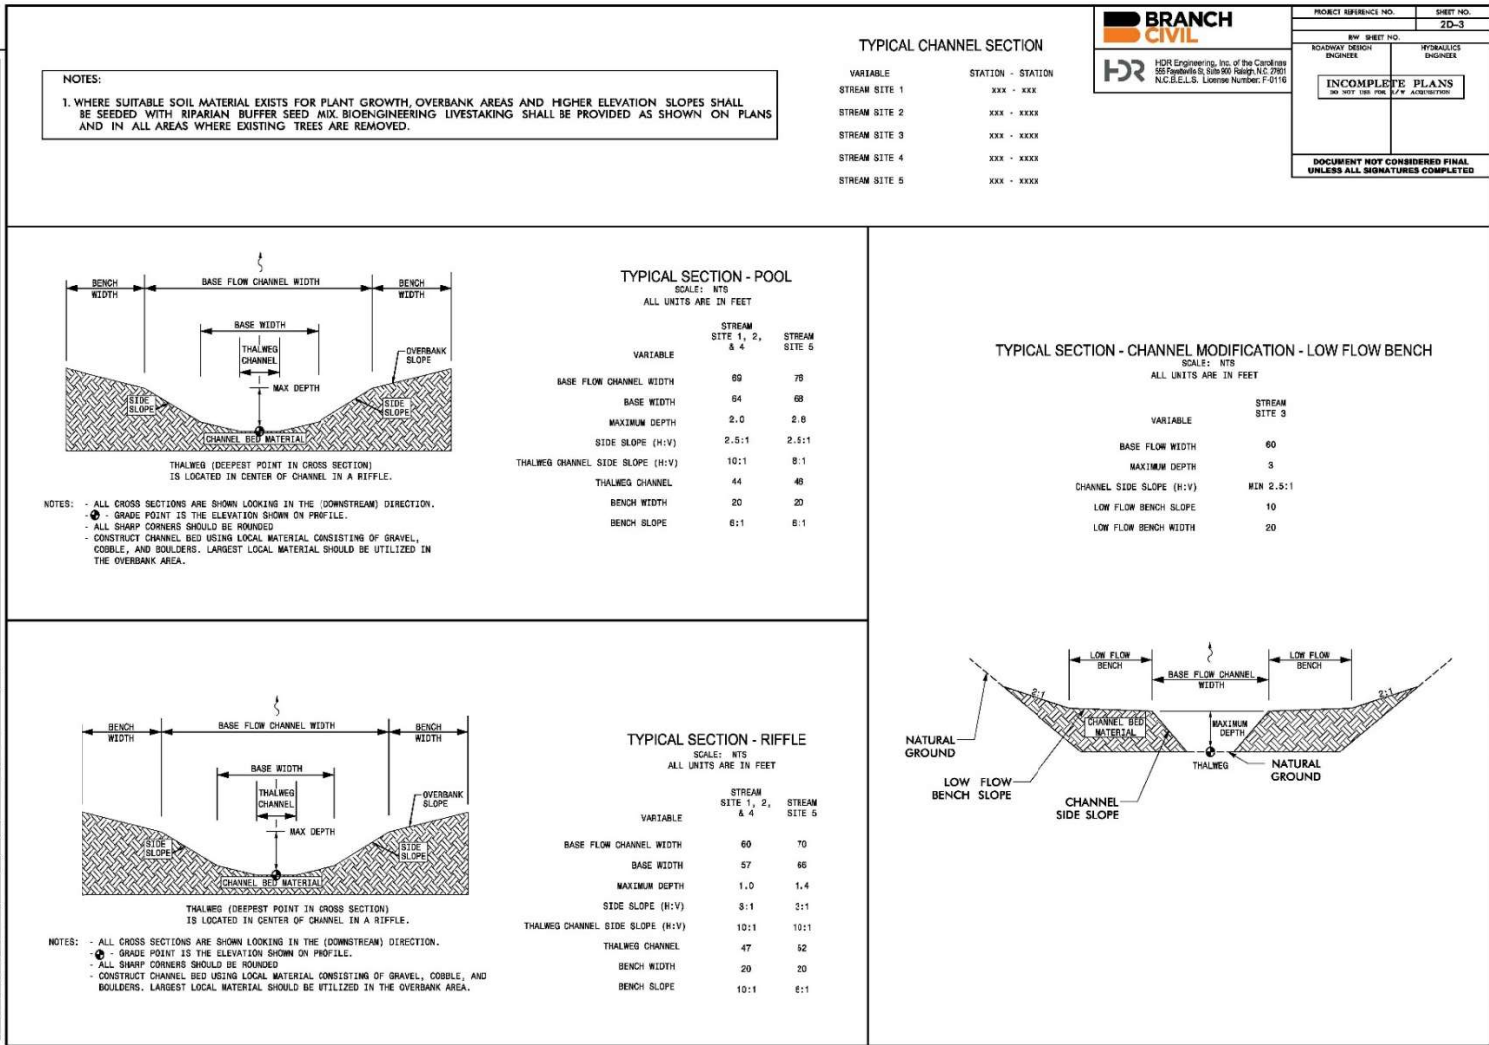 NOTES:
1. WHERE SUITABLE SOIL MATERIAL EXISTS FOR PLANT GROWTH, OVERBANK AREAS AND HIGHER ELEVATION SLOPES SHALL
BE SEEDED WITH RIPARIAN BUFFER SEED MIX. BIOENGINEERING LIVESTAKING SHALL BE PROVIDED AS SHOWN ON PLANS
AND IN ALL AREAS WHERE EXISTING TREES ARE REMOVED.
TYPICAL CHANNEL SECTION
VARIABLE STATION - STATION
STREAM SITE 1 XXX - XXX
STREAM SITE 2 XXX - XXXX
STREAM SITE 3 XXX - XXXX
STREAM SITE 4 XXX - XXXX
STREAM SITE 5 XXX - XXXX
BRANCH
CIVIL
HDR
HDR Engineering, Inc. of the Carolinas
555 Fayetteville St, Suite 900 Raleigh, N.C. 27601
N.C.B.E.L.S. License Number: F-0116
PROJECT REFERENCE NO. SHEET NO.
2D-3
RW SHEET NO.
ROADWAY DESIGN
ENGINEER
HYDRAULICS
ENGINEER
INCOMPLETE PLANS
DO NOT USE FOR R/W ACQUISITION
DOCUMENT NOT CONSIDERED FINAL
UNLESS ALL SIGNATURES COMPLETED
BENCH
WIDTH
BASE FLOW CHANNEL WIDTH
BENCH
WIDTH
BASE WIDTH
THALWEG
CHANNEL
OVERBANK
SLOPE
MAX DEPTH
SIDE
SLOPE
SIDE
SLOPE
CHANNEL BED MATERIAL
THALWEG (DEEPEST POINT IN CROSS SECTION)
IS LOCATED IN CENTER OF CHANNEL IN A RIFFLE.
NOTES: - ALL CROSS SECTIONS ARE SHOWN LOOKING IN THE (DOWNSTREAM) DIRECTION.
- GRADE POINT IS THE ELEVATION SHOWN ON PROFILE.
- ALL SHARP CORNERS SHOULD BE ROUNDED
- CONSTRUCT CHANNEL BED USING LOCAL MATERIAL CONSISTING OF GRAVEL,
COBBLE, AND BOULDERS. LARGEST LOCAL MATERIAL SHOULD BE UTILIZED IN
THE OVERBANK AREA.
TYPICAL SECTION - POOL
SCALE: NTS
ALL UNITS ARE IN FEET
VARIABLE
STREAM
SITE 1, 2,
& 4
STREAM
SITE 5
BASE FLOW CHANNEL WIDTH 69 76
BASE WIDTH 64 68
MAXIMUM DEPTH 2.0
SIDE SLOPE (H:V) 2.5:1 2.5:1
THALWEG CHANNEL SIDE SLOPE (H:V) 10:1 8:1
THALWEG CHANNEL 44
BENCH WIDTH 20 20
BENCH SLOPE
TYPICAL SECTION - CHANNEL MODIFICATION - LOW FLOW BENCH
SCALE: NTS
ALL UNITS ARE IN FEET
VARIABLE
STREAM
SITE 3
BASE FLOW WIDTH 60
MAXIMUM DEPTH 3
CHANNEL SIDE SLOPE (H:V) MIN 2.5:1
LOW FLOW BENCH SLOPE 10
LOW FLOW BENCH WIDTH 20
LOW FLOW
BENCH
BASE FLOW CHANNEL
WIDTH
LOW FLOW
BENCH
2:1
2:1
CHANNEL BED
MATERIAL
MAXIMUM
DEPTH
THALWEG
NATURAL
GROUND
NATURAL
GROUND
LOW FLOW
BENCH SLOPE
CHANNEL
SIDE SLOPE
BENCH
WIDTH
BASE FLOW CHANNEL WIDTH
BENCH
WIDTH
BASE WIDTH
THALWEG
CHANNEL
OVERBANK
SLOPE
MAX DEPTH
SIDE
SLOPE
SIDE
SLOPE
CHANNEL BED MATERIAL
THALWEG (DEEPEST POINT IN CROSS SECTION)
IS LOCATED IN CENTER OF CHANNEL IN A RIFFLE.
NOTES: - ALL CROSS SECTIONS ARE SHOWN LOOKING IN THE (DOWNSTREAM) DIRECTION.
- GRADE POINT IS THE ELEVATION SHOWN ON PROFILE.
- ALL SHARP CORNERS SHOULD BE ROUNDED
- CONSTRUCT CHANNEL BED USING LOCAL MATERIAL CONSISTING OF GRAVEL, COBBLE, AND
BOULDERS. LARGEST LOCAL MATERIAL SHOULD BE UTILIZED IN THE OVERBANK AREA.
TYPICAL SECTION - RIFFLE
SCALE: NTS
ALL UNITS ARE IN FEET
VARIABLE
STREAM
SITE 1, 2,
& 4
STREAM
SITE 5
BASE FLOW CHANNEL WIDTH 60 70
BASE WIDTH 57 66
MAXIMUM DEPTH 1.0 1.4
SIDE SLOPE (H:V) 3:1
THALWEG CHANNEL SIDE SLOPE (H:V) 10:1 10:1
THALWEG CHANNEL 47 52
BENCH WIDTH 20 20
BENCH SLOPE 10:1